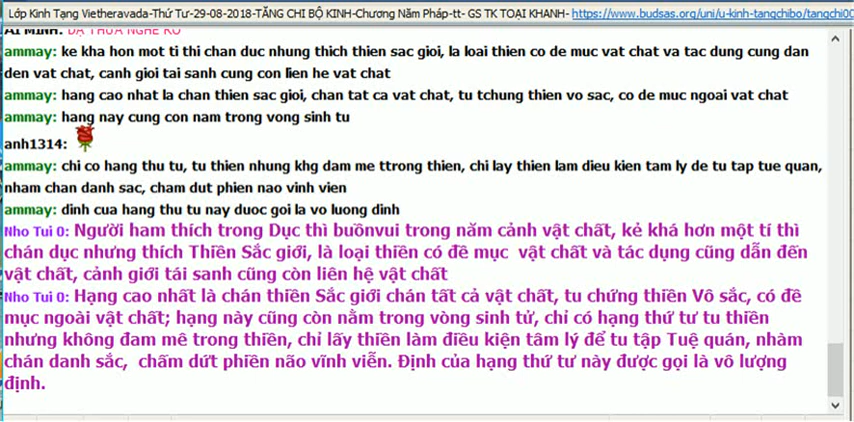 Lớp Kinh Tạng Vietheravada-Thứ Tư-29-08-2018-TĂNG CHI BỘ KINH-Chương Năm Pháp-tt- GS TK TOẠI KHANH- https://www.budsas.org/uni/u-kinh-tangchibo/tangchi00
AI MINH: DẠ THƯA NGHE RÕ
ammay: ke kha hon mot ti thi chan duc nhung thich thien sac gioi, la loai thien co de muc vat chat va tac dung cung dan
den vat chat, canh gioi tai sanh cung con lien he vat chat
ammay: hang cao nhat la chan thien sac gioi, chan tat ca vat chat, tu tchung thien vo sac, co de muc ngoai vat chat
ammay: hang nay cung con nam trong vong sinh tu
anh1314:
ammay: chi co hang thu tu, tu thien nhung khg dam me ttrong thien, chi lay thien lam dieu kien tam ly de tu tap tue quan,
nham chan danh sac, cham dut phien nao vinh vien
ammay: dinh cua hang thu tu nay duoc goi la vo luong dinh
Nho Tui 0: Người ham thích trong Dục thì buồnvui trong năm cảnh vật chất, kẻ khá hơn một tí thì
chán dục nhưng thích Thiền Sắc giới, là loại thiền có đề mục vật chất và tác dụng cũng dẫn đến
vật chất, cảnh giới tái sanh cũng còn liên hệ vật chất
Nho Tui 0: Hạng cao nhất là chán thiền Sắc giới chán tất cả vật chất, tu chứng thiền Vô sắc, có đề
mục ngoài vật chất; hạng này cũng còn nằm trong vòng sinh tử, chỉ có hạng thứ tư tu thiền
nhưng không đam mê trong thiền, chỉ lấy thiền làm điều kiện tâm lý để tu tập Tuệ quán, nhàm
chán danh sắc, chấm dứt phiền não vĩnh viễn. Định của hạng thứ tư này được gọi là vô lượng
định.